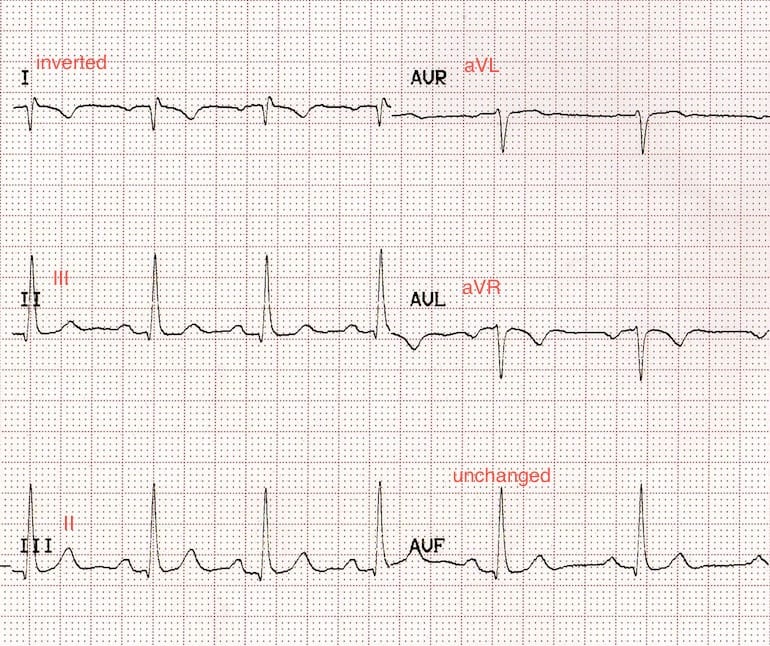 I inverted
AUR aVL
II III
AUL aVR
III II
AUF unchanged